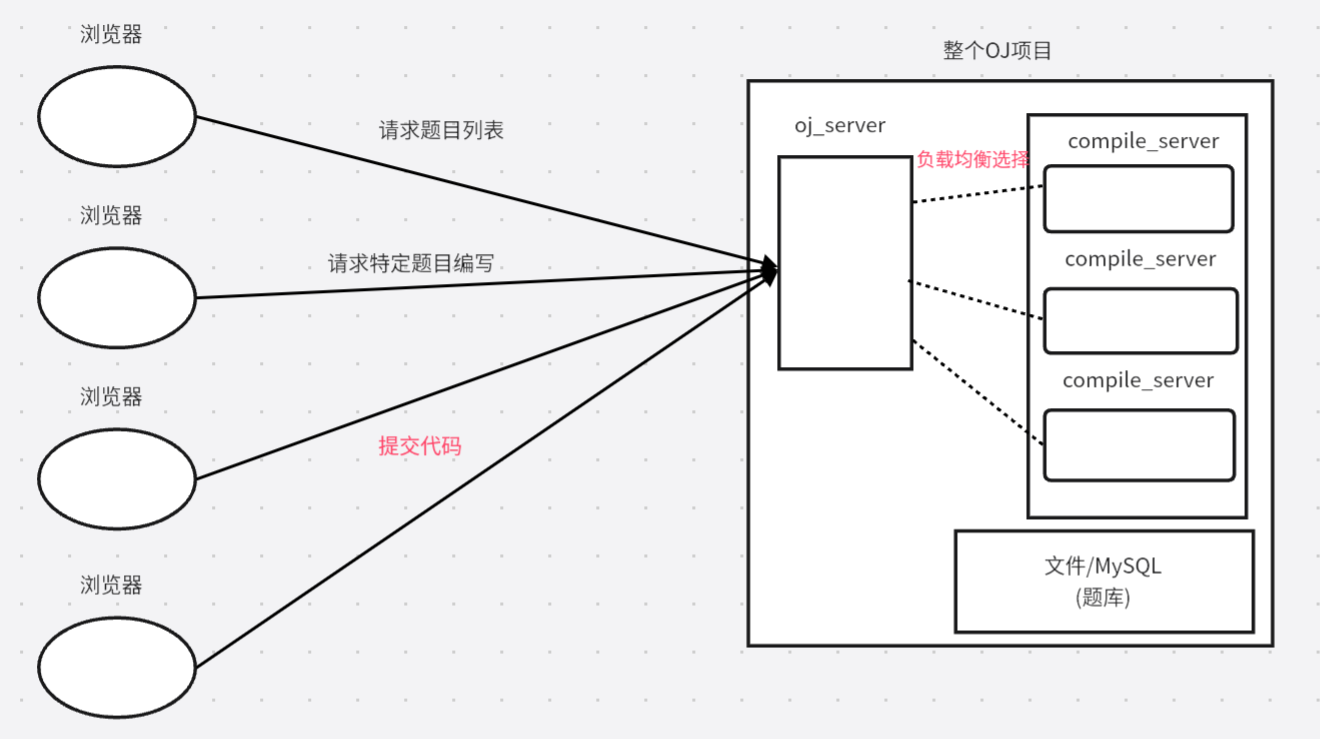 浏览器
整个OJ项目
请求题目列表
oj_server
compile_server
负载均衡选择
浏览器
请求特定题目编写
compile_server
浏览器
compile_server
提交代码
浏览器
文件/MySQL
(题库)